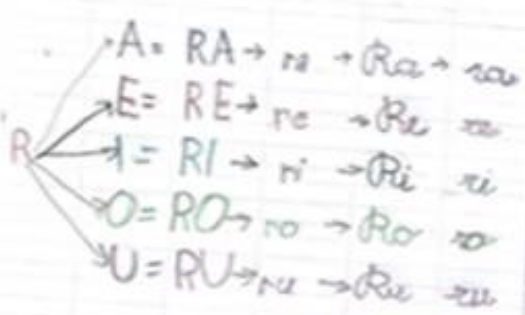 A = RA → ra → Ra → ra
E = RE → re → Re re
R I = RI → ri → Ri ri
O = RO → ro → Ro ro
U = RU → ru → Ru ru